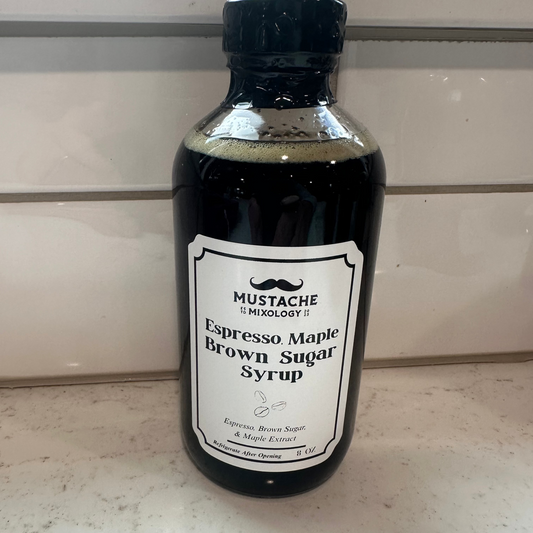 MUSTACHE
MIXOLOGY
Espresso, Maple
Brown Sugar
Syrup
Espresso, Brown Sugar,
& Maple Extract
Refrigerate After Opening
8 OZ